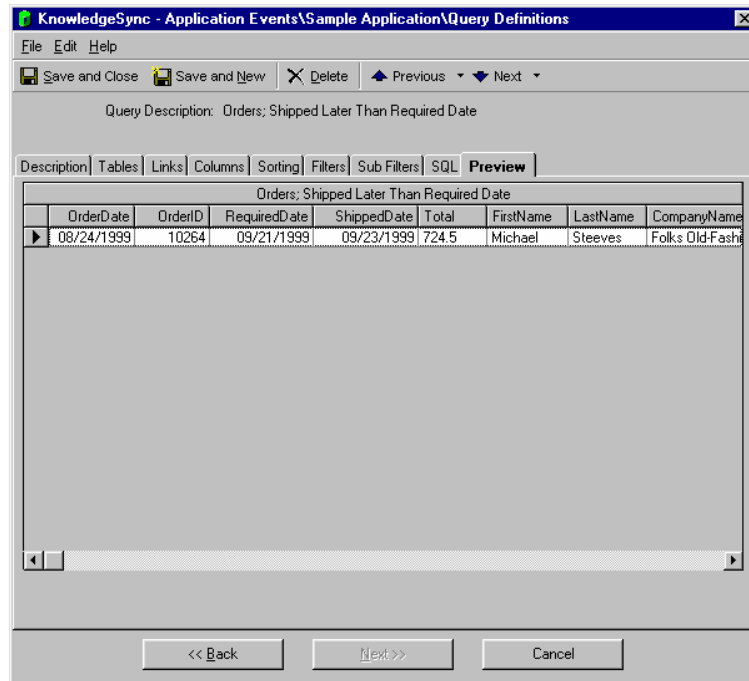 KnowledgeSync - Application Events\Sample Application\Query Definitions
File Edit Help
Save and Close Save and New Delete Previous Next
Query Description: Orders; Shipped Later Than Required Date
Description Tables Links Columns Sorting Filters Sub Filters SQL Preview
Orders; Shipped Later Than Required Date
OrderDate OrderID RequiredDate ShippedDate Total FirstName LastName CompanyName
08/24/1999 10264 09/21/1999 09/23/1999 724.5 Michael Steeves Folks Old-Fashi
<< Back Next >> Cancel